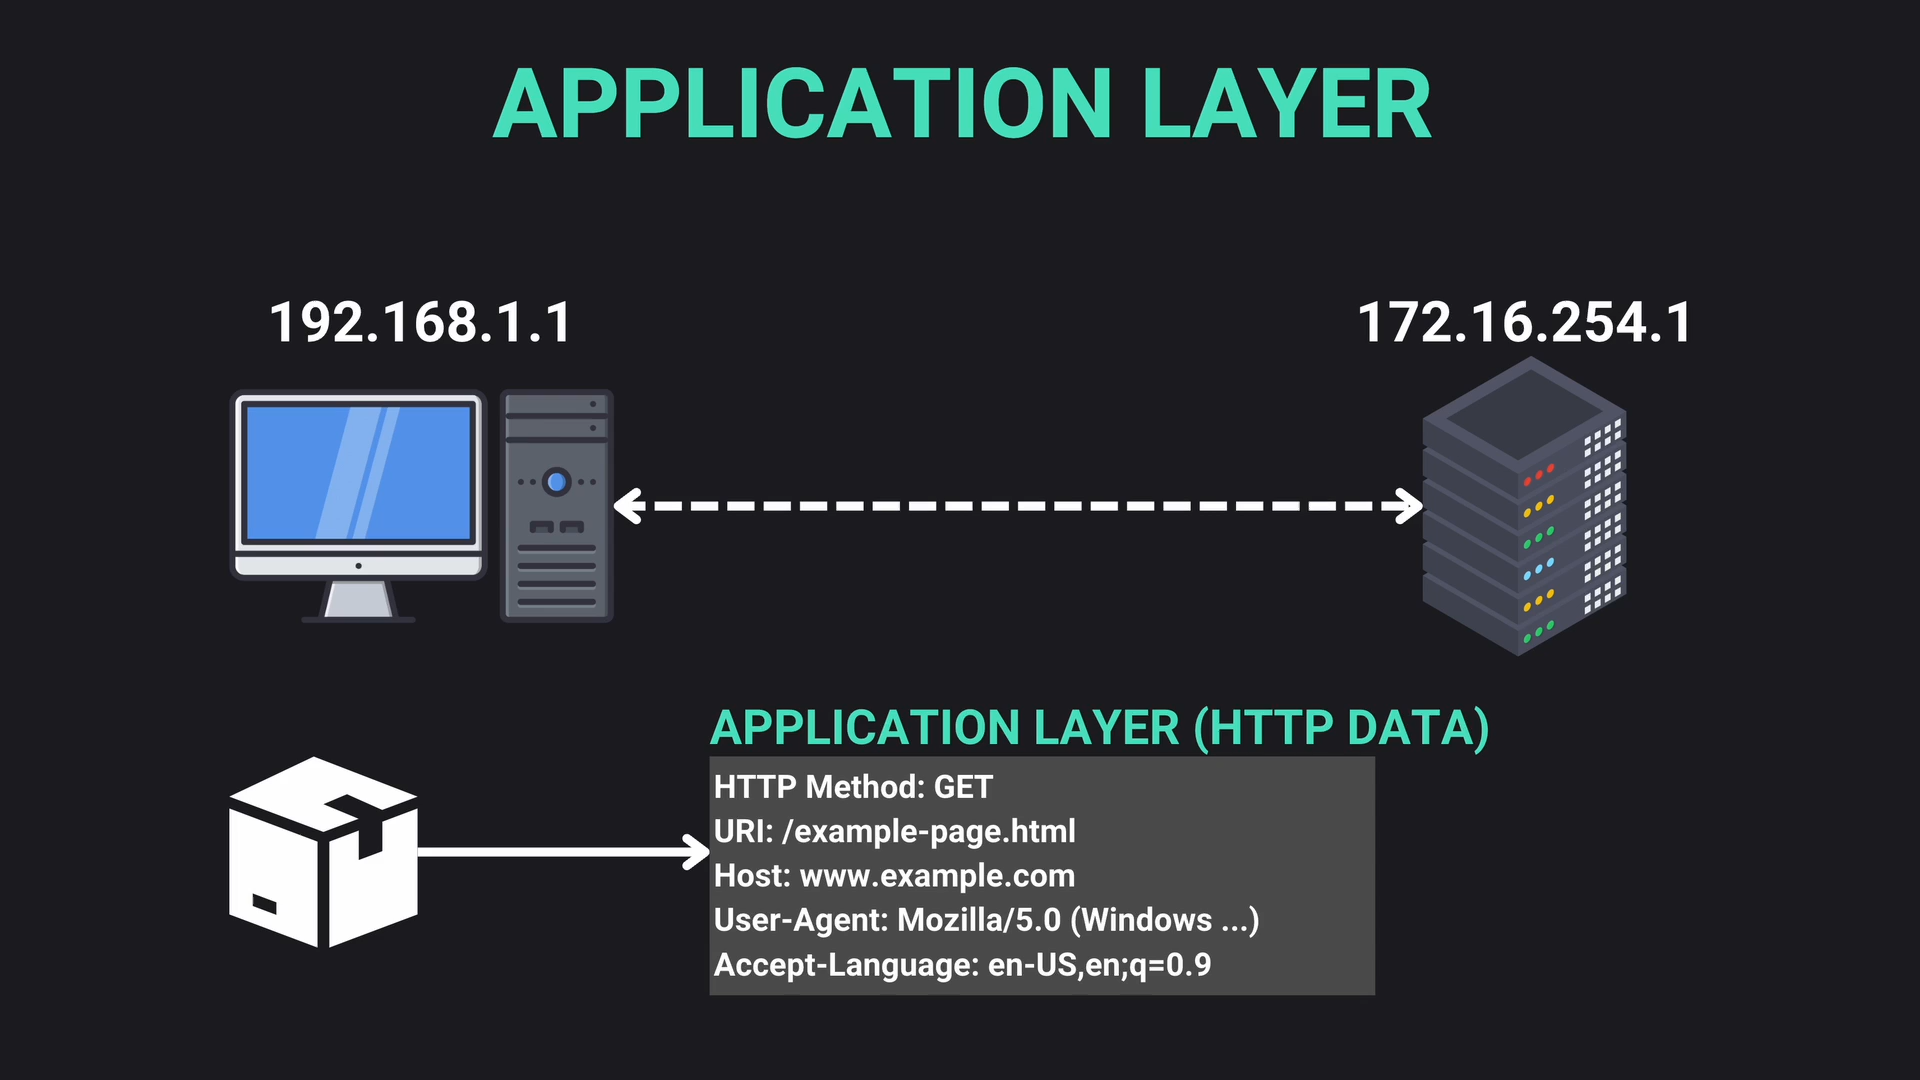 APPLICATION LAYER
192.168.1.1
172.16.254.1
APPLICATION LAYER (HTTP DATA)
HTTP Method: GET
URI: /example-page.html
Host: www.example.com
User-Agent: Mozilla/5.0 (Windows ...)
Accept-Language: en-US,en;q=0.9